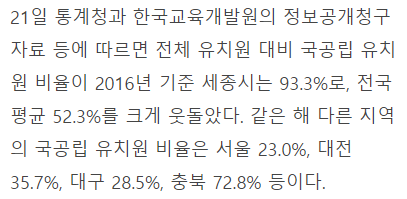 21일 통계청과 한국교육개발원의 정보공개청구
자료 등에 따르면 전체 유치원 대비 국공립 유치
원 비율이 2016년 기준 세종시는 93.3%로, 전국
평균 52.3%를 크게 웃돌았다. 같은 해 다른 지역
의 국공립 유치원 비율은 서울 23.0%, 대전
35.7%, 대구 28.5%, 충북 72.8% 등이다.